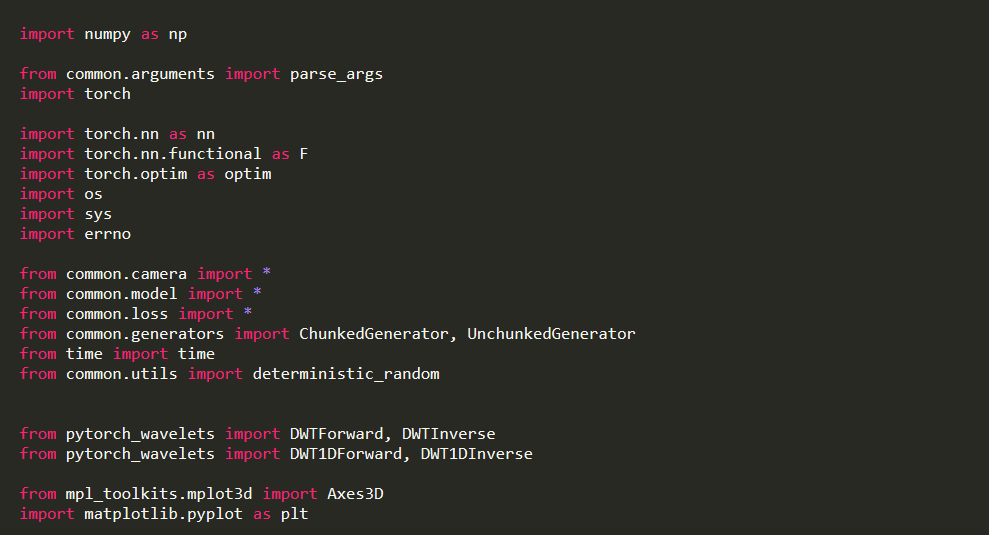 import numpy as np
from common.arguments import parse_args
import torch
import torch.nn as nn
import torch.nn.functional as F
import torch.optim as optim
import os
import sys
import errno
from common.camera import *
from common.model import *
from common.loss import *
from common.generators import ChunkedGenerator, UnchunkedGenerator
from time import time
from common.utils import deterministic_random
from pytorch_wavelets import DWTForward, DWTInverse
from pytorch_wavelets import DWT1DForward, DWT1DInverse
from mpl_toolkits.mplot3d import Axes3D
import matplotlib.pyplot as plt